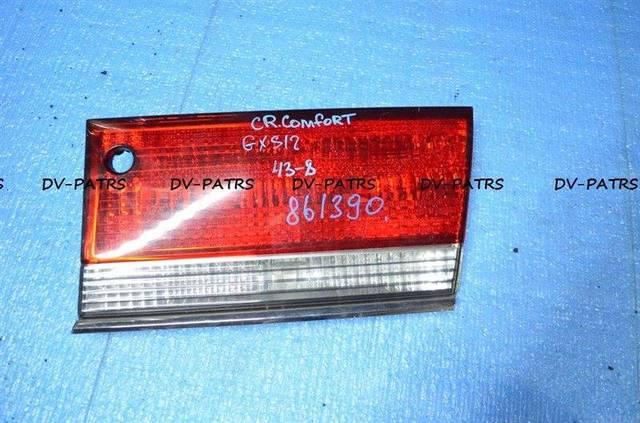 CR.COMFORT
GXS12
43-8
DV-PATRS DV-PATRS DV-PATRS DV-PATRS DV-PATRS
861390.